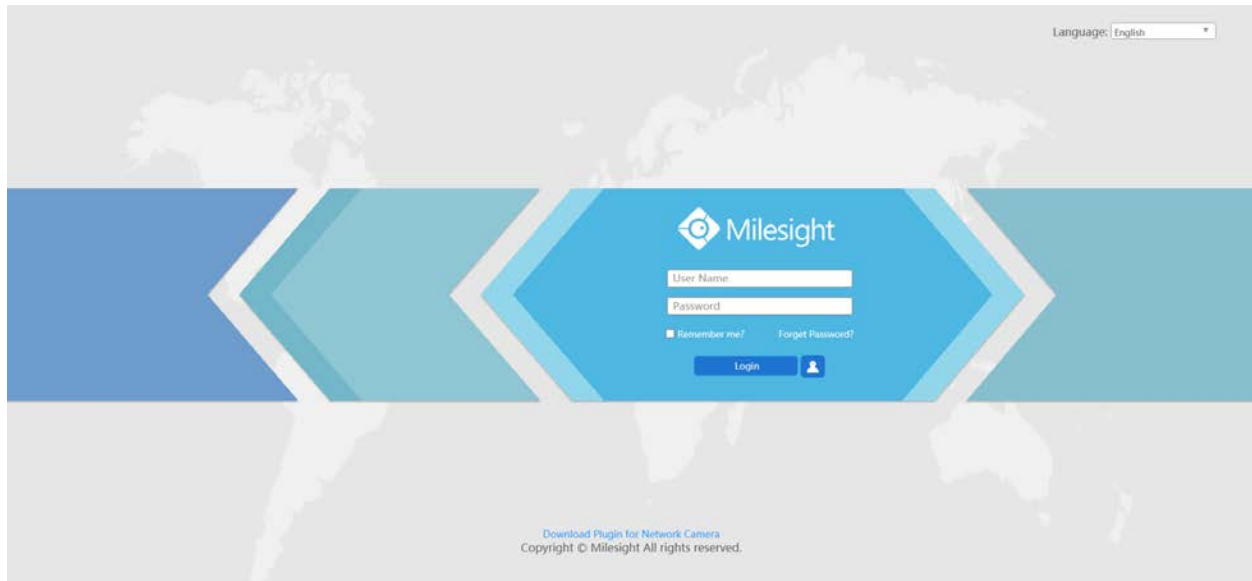 Language: English
Milesight
User Name
Password
Remember me? Forget Password?
Login
Download Plugin for Network Camera
Copyright © Milesight All rights reserved.